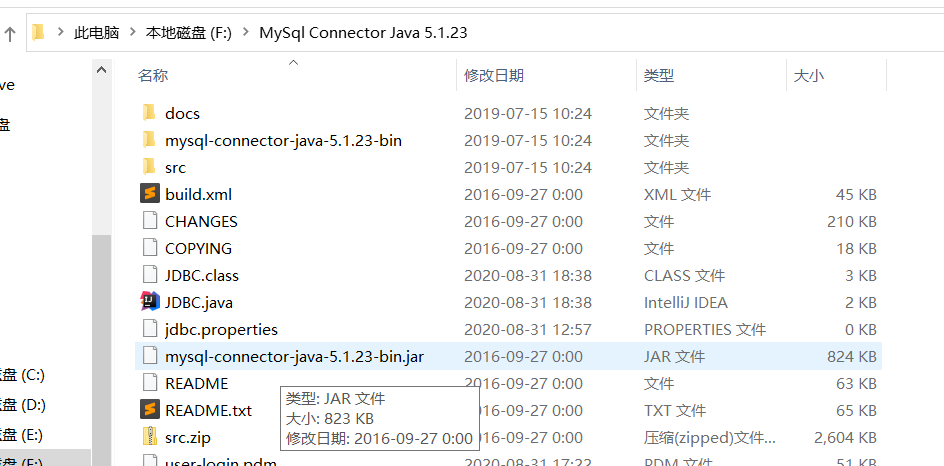 此电脑 > 本地磁盘 (F:) > MySql Connector Java 5.1.23
名称 修改日期 类型 大小
docs 2019-07-15 10:24 文件夹
mysql-connector-java-5.1.23-bin 2019-07-15 10:24 文件夹
src 2019-07-15 10:24 文件夹
build.xml 2016-09-27 0:00 XML 文件 45 KB
CHANGES 2016-09-27 0:00 文件 210 KB
COPYING 2016-09-27 0:00 文件 18 KB
JDBC.class 2020-08-31 18:38 CLASS 文件 3 KB
JDBC.java 2020-08-31 18:38 IntelliJ IDEA 2 KB
jdbc.properties 2020-08-31 12:57 PROPERTIES 文件 0 KB
mysql-connector-java-5.1.23-bin.jar 2016-09-27 0:00 JAR 文件 824 KB
README 2016-09-27 0:00 文件 63 KB
README.txt 27 0:00 TXT 文件 65 KB
src.zip 27 0:00 压缩(zipped)文件... 2,604 KB
user-login.pdm 2020-08-31 17:22 PDM 文件 51 KB
类型: JAR 文件
大小: 823 KB
修改日期: 2016-09-27 0:00
ve
盘
盘 (C:)
盘 (D:)
盘 (E:)
盘 (F:)